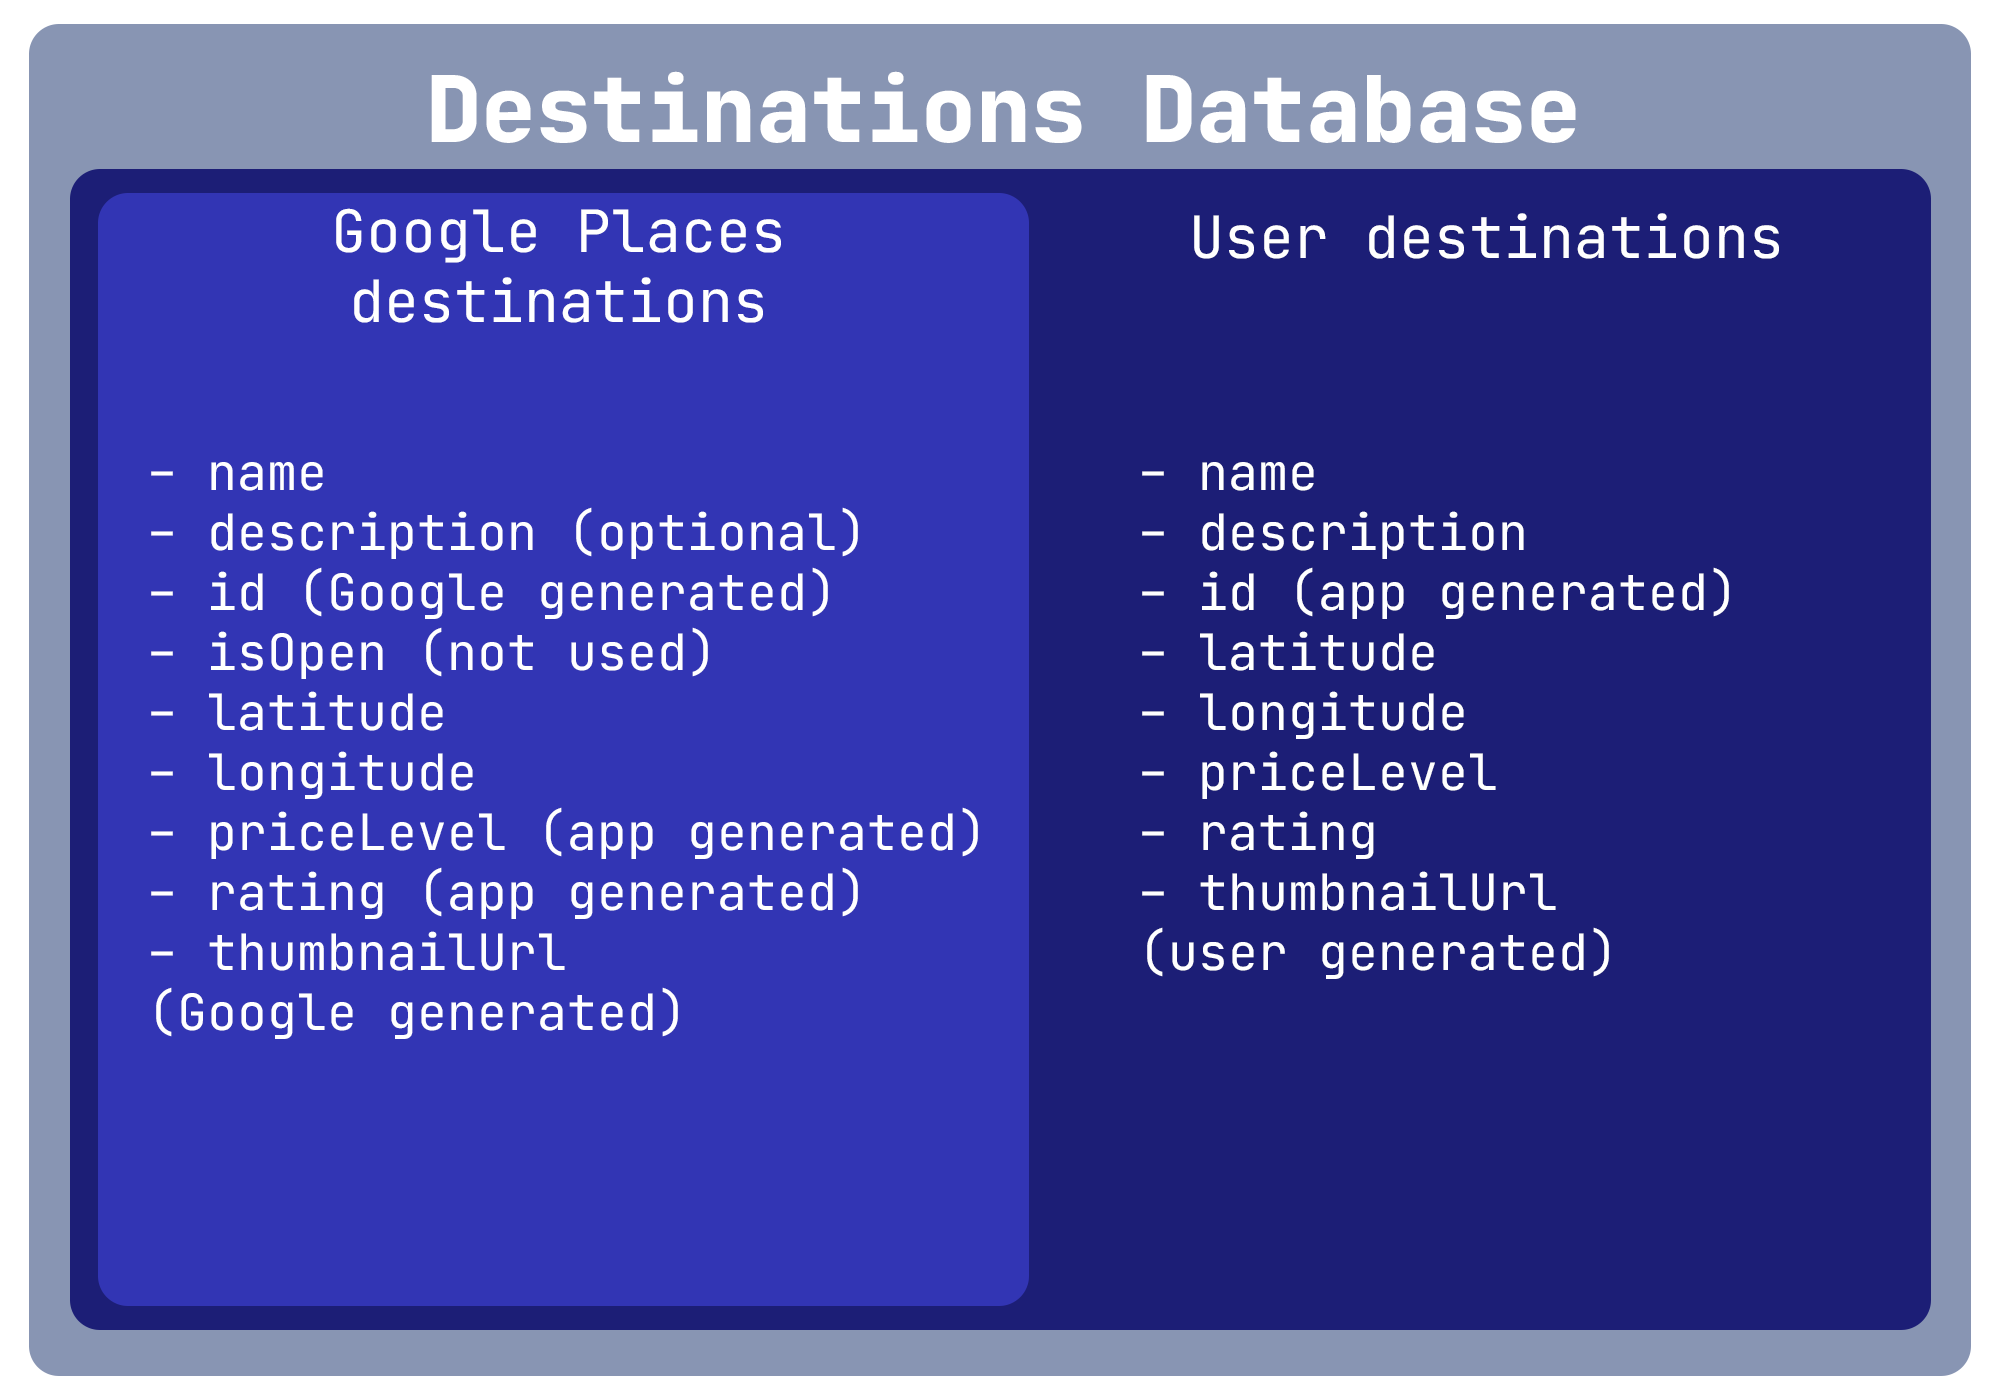 Destinations Database
Google Places
destinations
- name
- description (optional)
- id (Google generated)
- isOpen (not used)
- latitude
- longitude
- priceLevel (app generated)
- rating (app generated)
- thumbnailUrl
(Google generated)
User destinations
- name
- description
- id (app generated)
- latitude
- longitude
- priceLevel
- rating
- thumbnailUrl
(user generated)